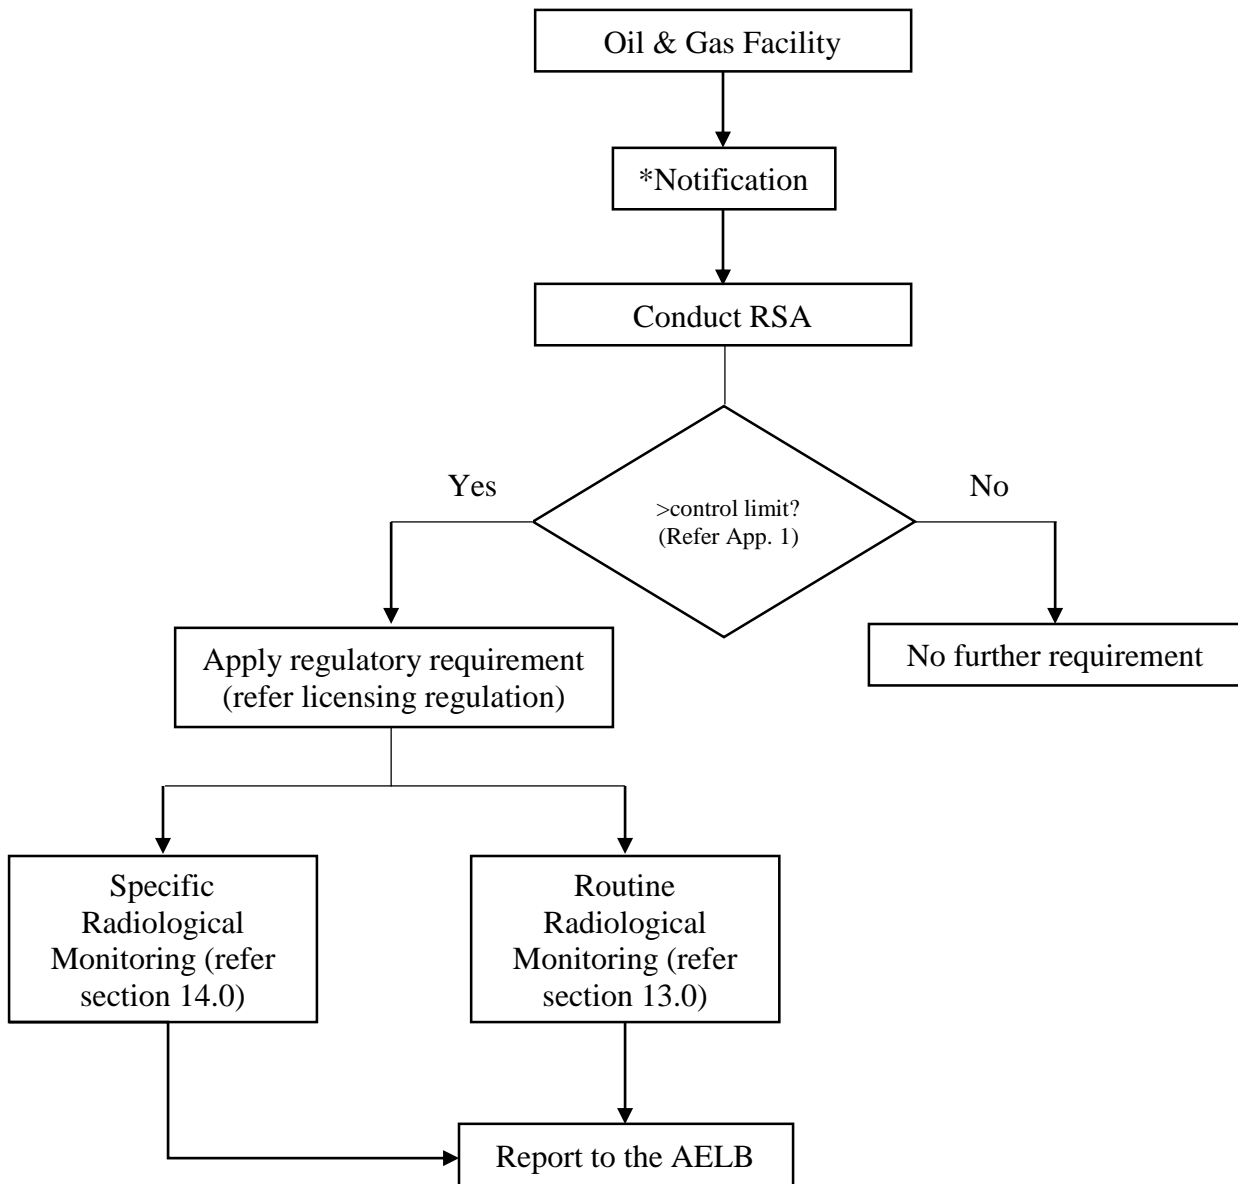 Oil & Gas Facility
*Notification
Conduct RSA
Yes
No
>control limit?
(Refer App. 1)
Apply regulatory requirement
(refer licensing regulation)
No further requirement
Specific
Radiological
Monitoring (refer
section 14.0)
Routine
Radiological
Monitoring (refer
section 13.0)
Report to the AELB